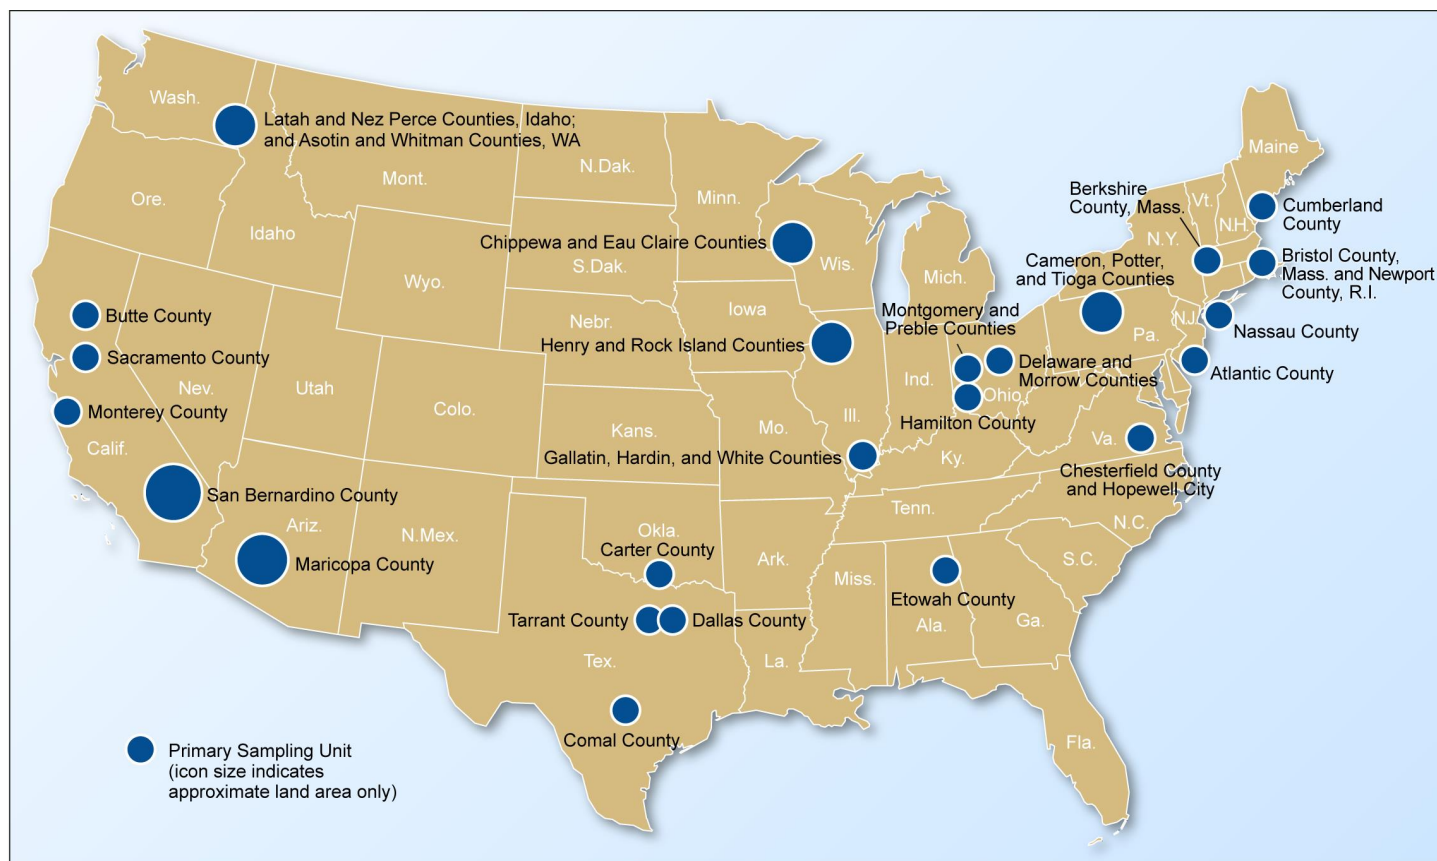 Wash.
Latah and Nez Perce Counties, Idaho;
and Asotin and Whitman Counties, WA
Mont.
N.Dak.
Minn.
Maine
Ore.
Idaho
Berkshire
County, Mass.
Vt.
N.H.
Cumberland
County
N.Y.
Chippewa and Eau Claire Counties
Wis.
S.Dak.
Wyo.
Mich.
Cameron, Potter,
and Tioga Counties
Bristol County,
Mass. and Newport
County, R.I.
Butte County
Nebr.
Iowa
Montgomery and
Preble Counties
N.J.
Pa.
Nassau County
Henry and Rock Island Counties
Sacramento County
Nev.
Utah
Ind.
Delaware and
Morrow Counties
Atlantic County
Ohio
Monterey County
Colo.
Ill.
Hamilton County
Kans.
Mo.
Va.
Calif.
Gallatin, Hardin, and White Counties
Ky.
Chesterfield County
and Hopewell City
San Bernardino County
Ariz.
N.Mex.
Okla.
Tenn.
N.C.
Carter County
Maricopa County
Ark.
Miss.
S.C.
Etowah County
Tarrant County
Dallas County
Ala.
Ga.
Tex.
La.
Comal County
Fla.
Primary Sampling Unit
(icon size indicates
approximate land area only)